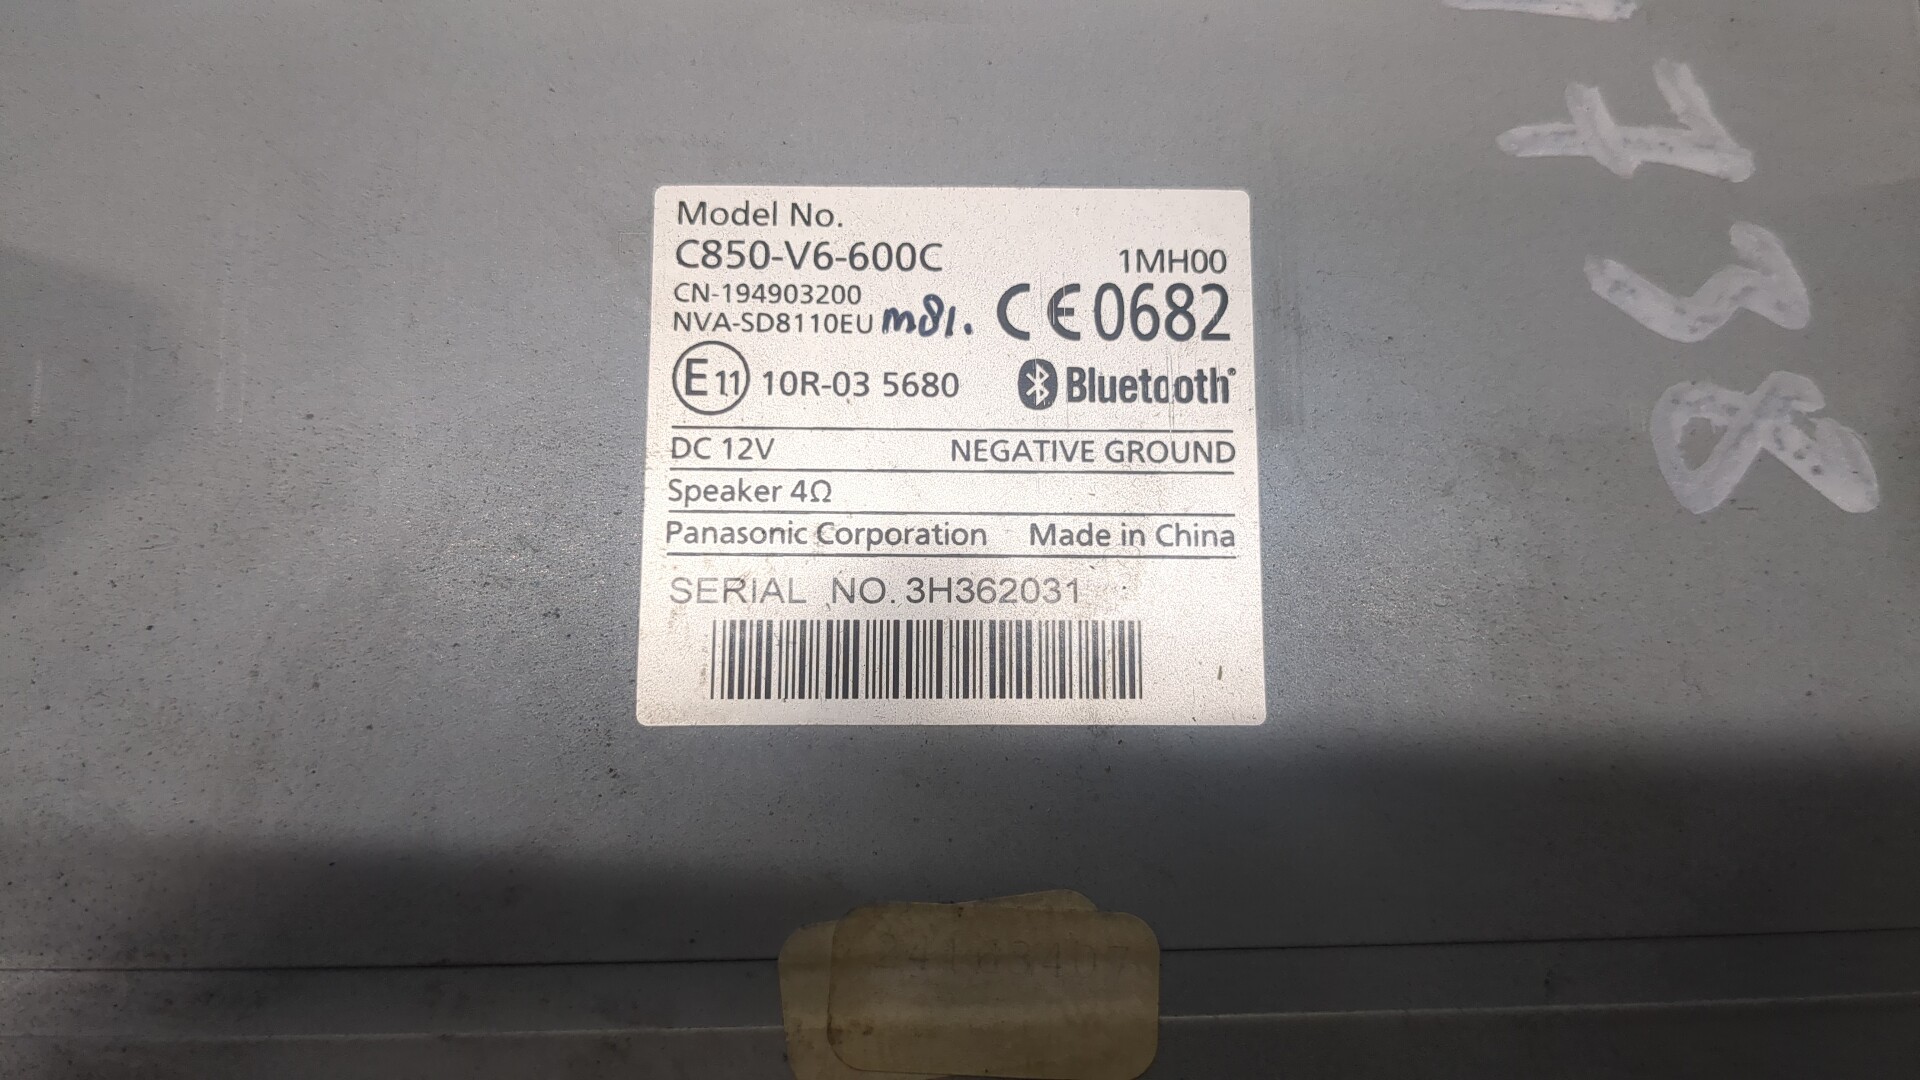 Model No.
C850-V6-600C 1MH00
CN-194903200
NVA-SD8110EU m81. CE0682
E11 10R-03 5680 Bluetooth®
DC 12V NEGATIVE GROUND
Speaker 4Ω
Panasonic Corporation Made in China
SERIAL NO. 3H362031